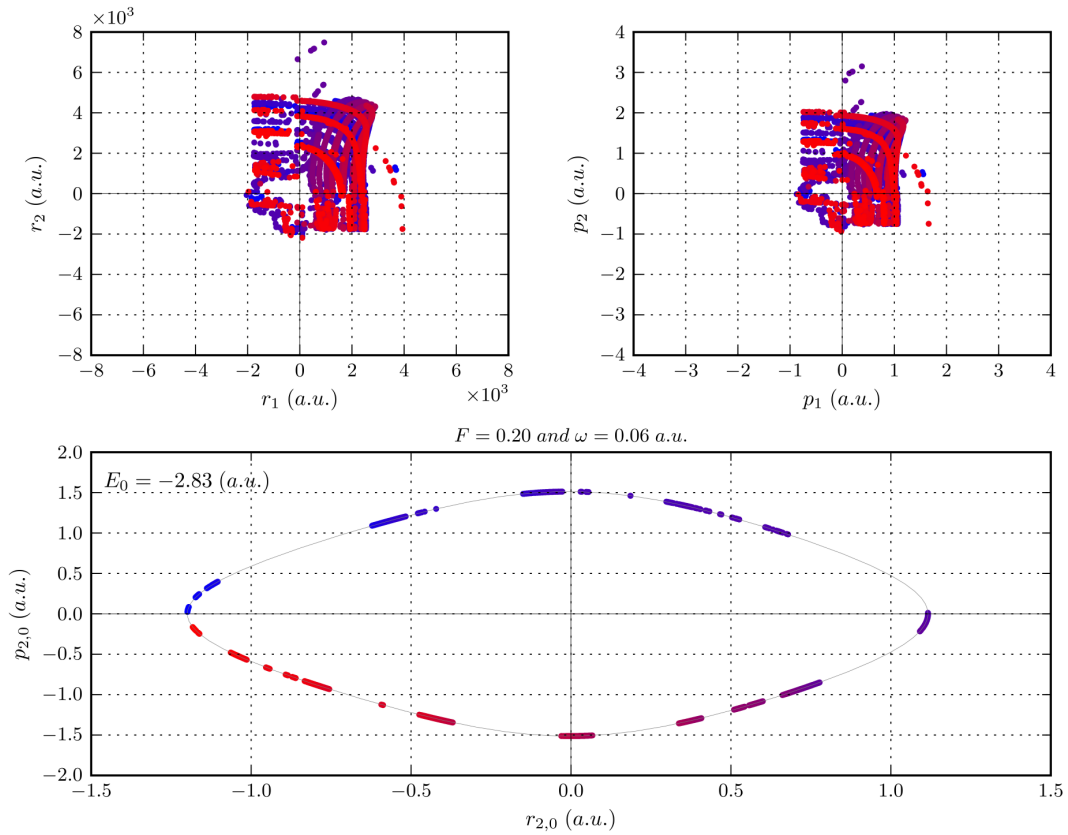 ×10³
8
6
4
2
0
−2
−4
−6
−8
r₂ (a.u.)
−8 −6 −4 −2 0 2 4 6 8
r₁ (a.u.)
×10³
4
3
2
1
0
−1
−2
−3
−4
p₂ (a.u.)
−4 −3 −2 −1 0 1 2 3 4
p₁ (a.u.)
F = 0.20 and ω = 0.06 a.u.
E₀ = −2.83 (a.u.)
2.0
1.5
1.0
0.5
0.0
−0.5
−1.0
−1.5
−2.0
p₂,₀ (a.u.)
−1.5 −1.0 −0.5 0.0 0.5 1.0 1.5
r₂,₀ (a.u.)